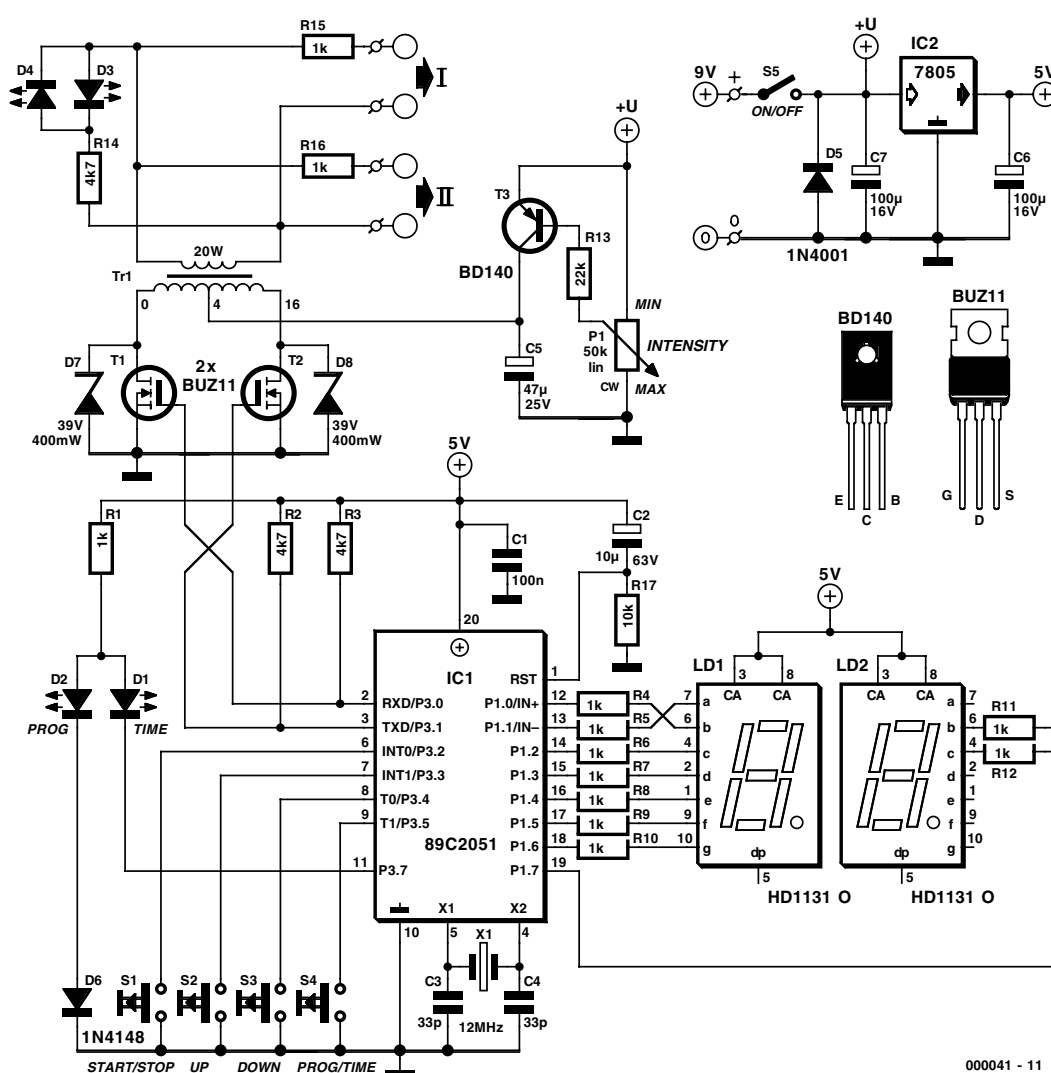 R15
1k
I
D4
D3
R14
4k7
R16
1k
II
20W
Tr1
0
4
16
+U
T3
BD140
R13
22k
MIN
P1
50k
lin
INTENSITY
CW
MAX
C5
47µ
25V
9V
+
S5
ON/OFF
+U
IC2
7805
5V
D5
C7
100µ
16V
C6
100µ
16V
0
0
1N4001
BD140
E
C
B
BUZ11
G
D
S
D7
T1
2x
BUZ11
T2
D8
39V
400mW
39V
400mW
5V
R1
1k
R2
4k7
R3
4k7
C1
100n
C2
10µ
63V
R17
10k
D2
PROG
D1
TIME
20
IC1
89C2051
2
RXD/P3.0
3
TXD/P3.1
6
INT0/P3.2
7
INT1/P3.3
8
T0/P3.4
9
T1/P3.5
11
P3.7
RST
1
P1.0/IN+
12
P1.1/IN–
13
P1.2
14
P1.3
15
P1.4
16
P1.5
17
P1.6
18
P1.7
19
X1
X2
10
5
4
R4
1k
R5
1k
R6
1k
R7
1k
R8
1k
R9
1k
R10
1k
5V
LD1
3
8
CA
CA
7
a
6
b
4
c
2
d
1
e
9
f
10
g
dp
5
HD1131 O
LD2
3
8
CA
CA
a
7
b
6
c
4
d
2
e
1
f
9
g
10
dp
5
HD1131 O
R11
1k
1k
R12
X1
C3
33p
12MHz
C4
33p
D6
1N4148
S1
S2
S3
S4
START/STOP
UP
DOWN
PROG/TIME
000041 - 11